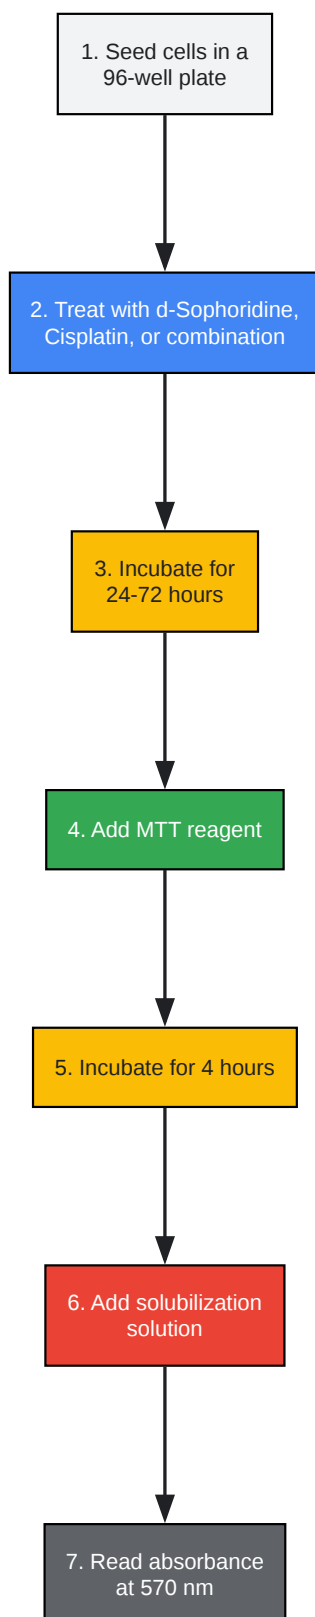 1. Seed cells in a
96-well plate
2. Treat with d-Sophoridine,
Cisplatin, or combination
3. Incubate for
24-72 hours
4. Add MTT reagent
5. Incubate for 4 hours
6. Add solubilization
solution
7. Read absorbance
at 570 nm